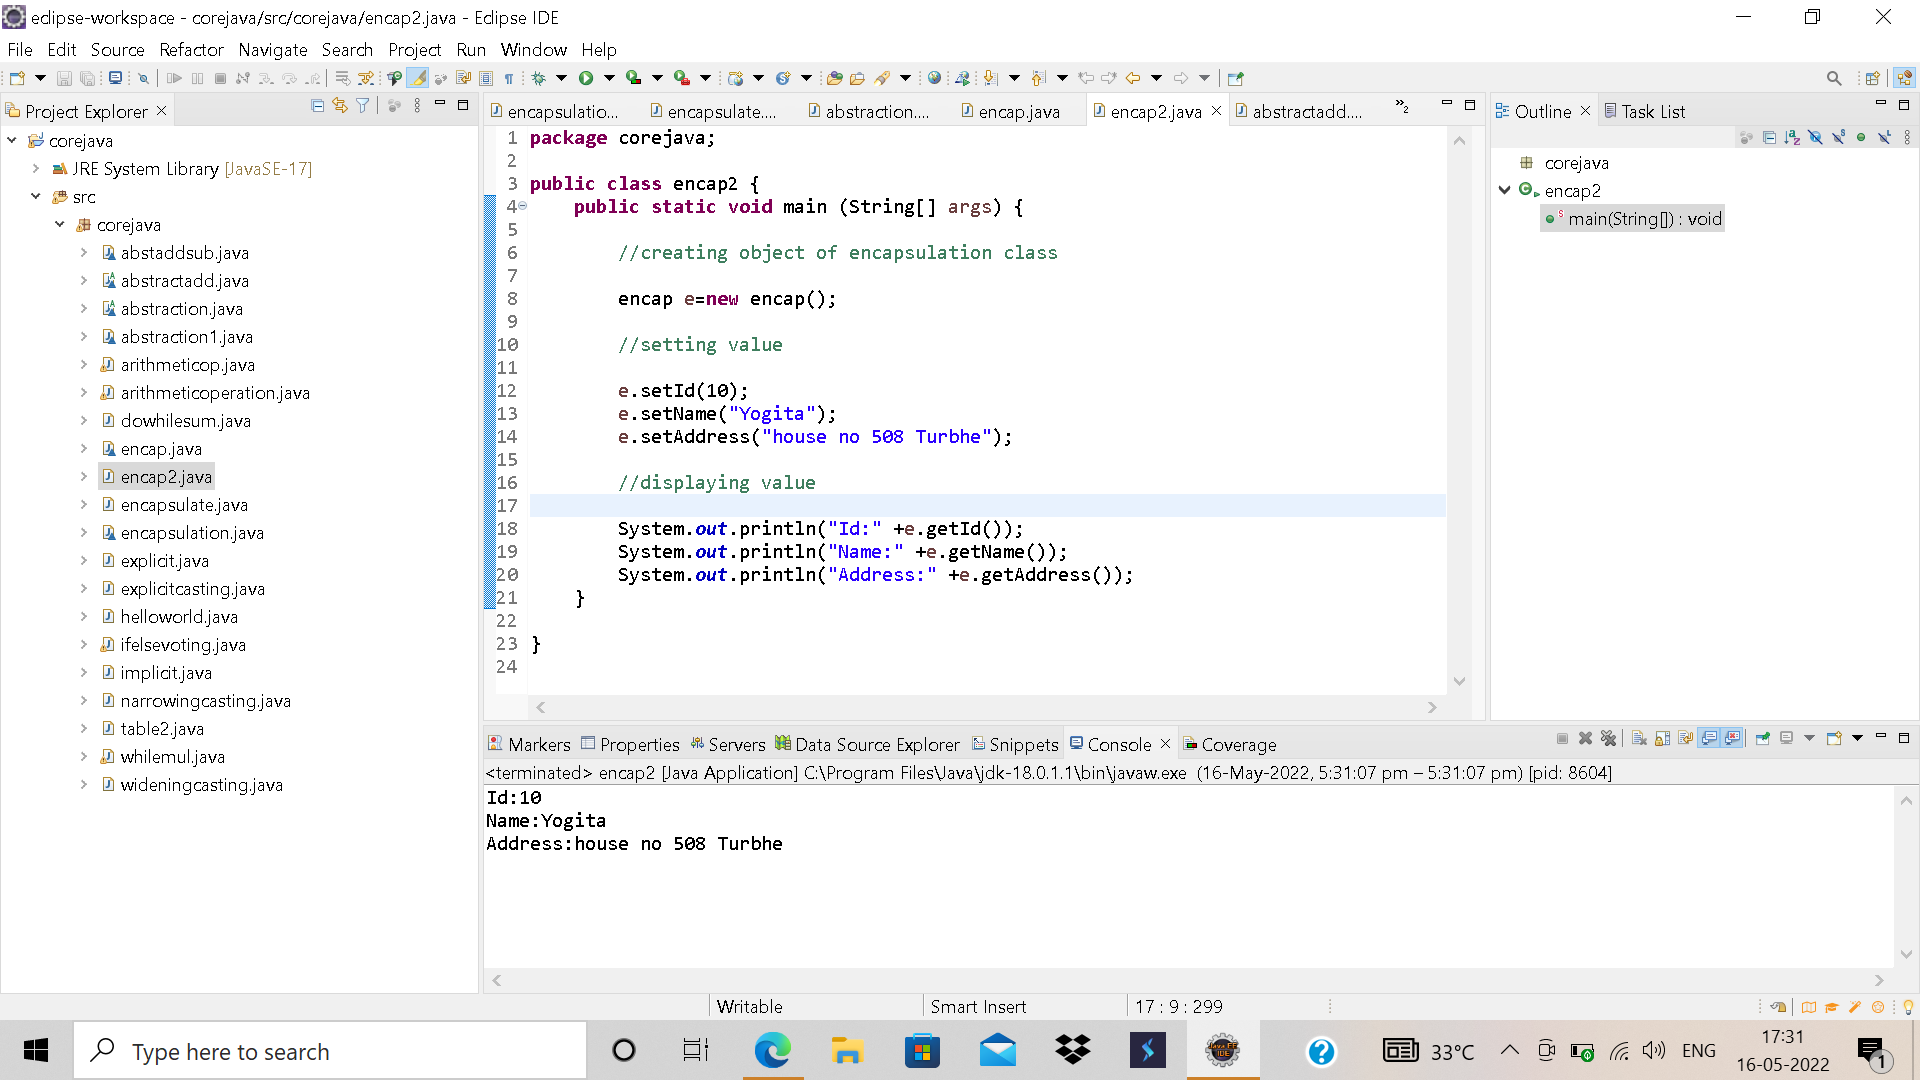 eclipse-workspace - corejava/src/corejava/encap2.java - Eclipse IDE
File Edit Source Refactor Navigate Search Project Run Window Help
Project Explorer
corejava
JRE System Library [JavaSE-17]
src
corejava
abstaddsub.java
abstractadd.java
abstraction.java
abstraction1.java
arithmeticop.java
arithmeticoperation.java
dowhilesum.java
encap.java
encap2.java
encapsulate.java
encapsulation.java
explicit.java
explicitcasting.java
helloworld.java
ifelsevoting.java
implicit.java
narrowingcasting.java
table2.java
whilemul.java
wideningcasting.java
encapsulatio... encapsulate.... abstraction.... encap.java encap2.java abstractadd.... »2
1 package corejava;
2
3 public class encap2 {
4 public static void main (String[] args) {
5
6 //creating object of encapsulation class
7
8 encap e=new encap();
9
10 //setting value
11
12 e.setId(10);
13 e.setName("Yogita");
14 e.setAddress("house no 508 Turbhe");
15
16 //displaying value
17
18 System.out.println("Id:" +e.getId());
19 System.out.println("Name:" +e.getName());
20 System.out.println("Address:" +e.getAddress());
21 }
22
23 }
24
Outline Task List
corejava
encap2
main(String[]) : void
Markers Properties Servers Data Source Explorer Snippets Console Coverage
<terminated> encap2 [Java Application] C:\Program Files\Java\jdk-18.0.1.1\bin\javaw.exe (16-May-2022, 5:31:07 pm – 5:31:07 pm) [pid: 8604]
Id:10
Name:Yogita
Address:house no 508 Turbhe
Writable Smart Insert 17 : 9 : 299
Type here to search
33°C ENG 17:31
16-05-2022
1